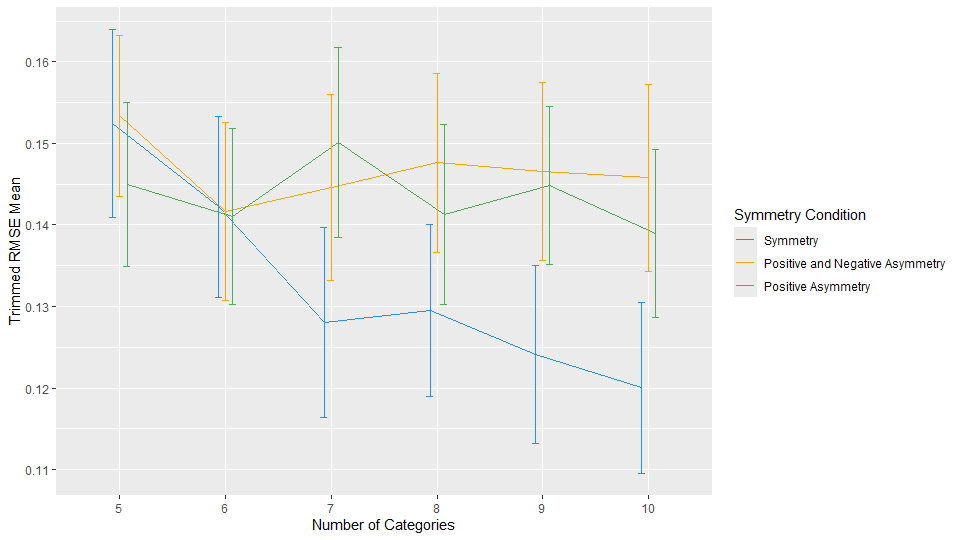 0.16
0.15
0.14
0.13
0.12
0.11
Trimmed RMSE Mean
5 6 7 8 9 10
Number of Categories
Symmetry Condition
Symmetry
Positive and Negative Asymmetry
Positive Asymmetry